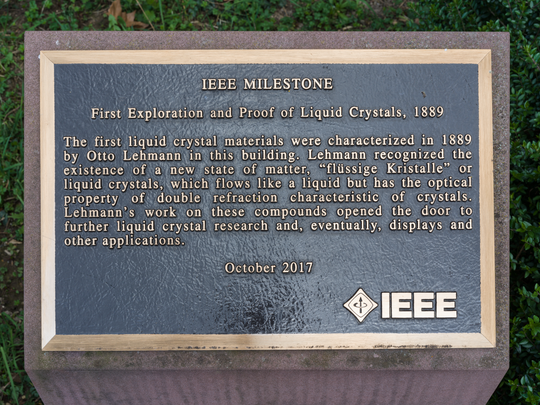 IEEE MILESTONE
First Exploration and Proof of Liquid Crystals, 1889
The first liquid crystal materials were characterized in 1889
by Otto Lehmann in this building. Lehmann recognized the
existence of a new state of matter, “flüssige Kristalle” or
liquid crystals, which flows like a liquid but has the optical
property of double refraction characteristic of crystals.
Lehmann’s work on these compounds opened the door to
further liquid crystal research and, eventually, displays and
other applications.
October 2017
IEEE